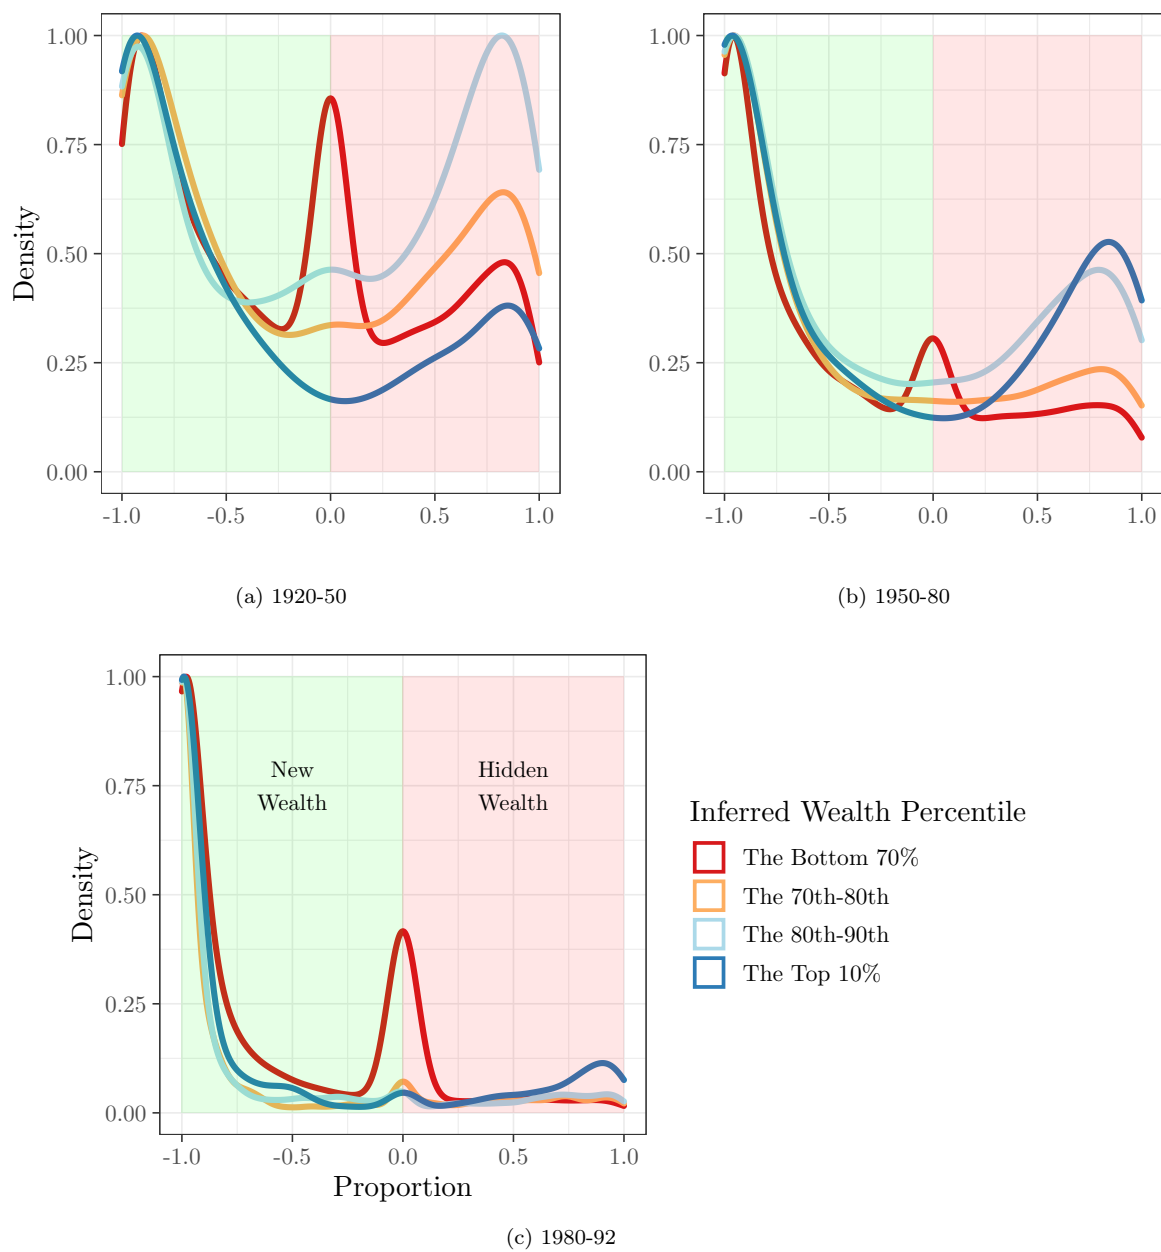 1.00
0.75
0.50
0.25
0.00
Density
-1.0 -0.5 0.0 0.5 1.0
(a) 1920-50
1.00
0.75
0.50
0.25
0.00
-1.0 -0.5 0.0 0.5 1.0
(b) 1950-80
1.00
0.75
0.50
0.25
0.00
Density
New
Wealth
Hidden
Wealth
-1.0 -0.5 0.0 0.5 1.0
Proportion
(c) 1980-92
Inferred Wealth Percentile
The Bottom 70%
The 70th-80th
The 80th-90th
The Top 10%